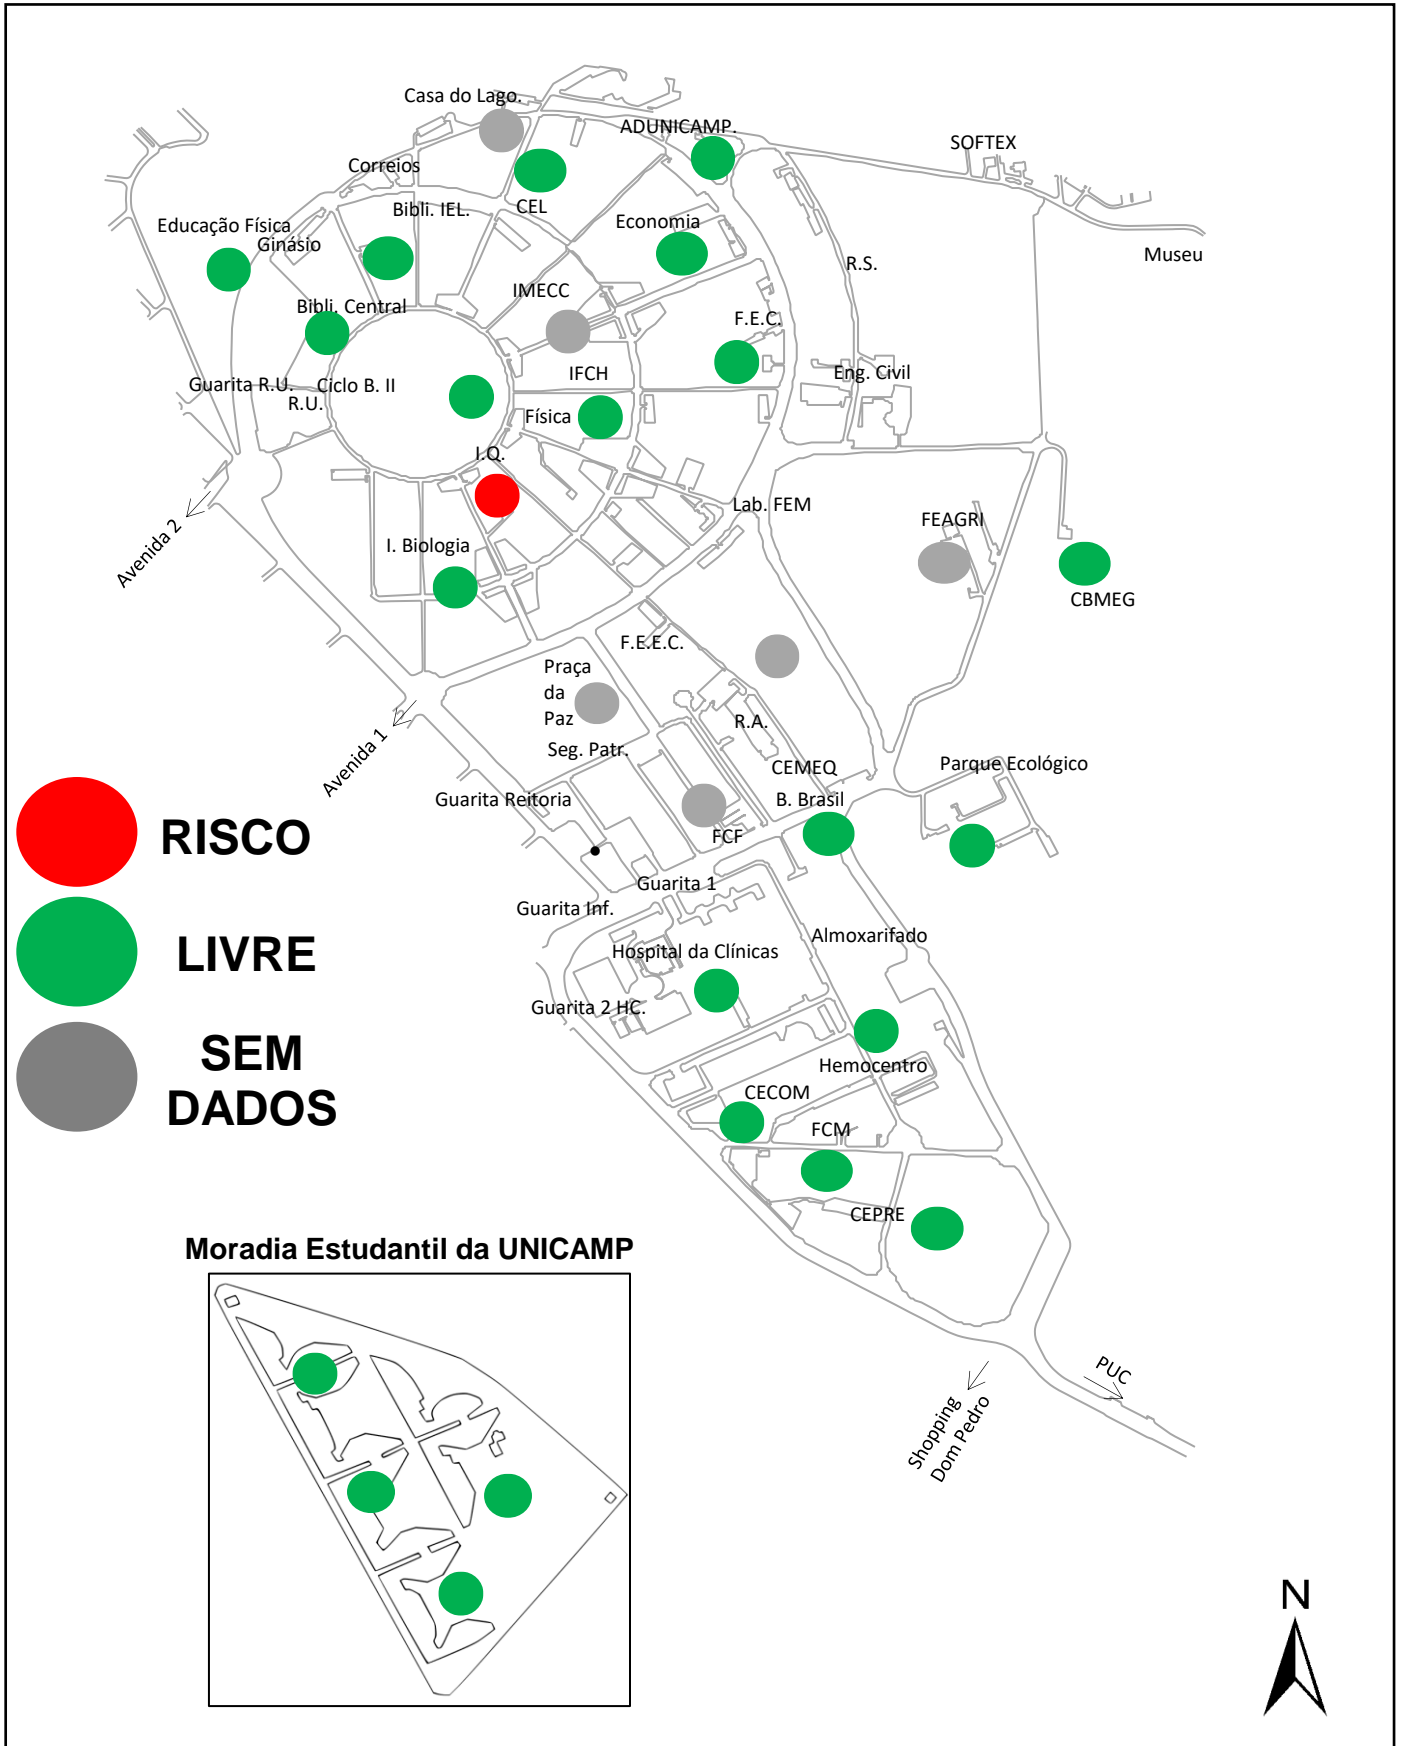 Casa do Lago.
ADUNICAMP.
SOFTEX
Correios
Bibli. IEL.
CEL
Educação Física
Ginásio
Economia
Museu
R.S.
IMECC
Bibli. Central
F.E.C.
IFCH
Eng. Civil
Guarita R.U.
Ciclo B. II
R.U.
Física
I.Q.
Lab. FEM
FEAGRI
Avenida 2
I. Biologia
CBMEG
F.E.E.C.
Praça
da
Paz
R.A.
Avenida 1
Seg. Patr.
CEMEQ
Parque Ecológico
Guarita Reitoria
B. Brasil
FCF
RISCO
Guarita 1
Guarita Inf.
Almoxarifado
LIVRE
Hospital da Clínicas
Guarita 2 HC.
SEM
DADOS
Hemocentro
CECOM
FCM
CEPRE
Moradia Estudantil da UNICAMP
PUC
Shopping
Dom Pedro
N